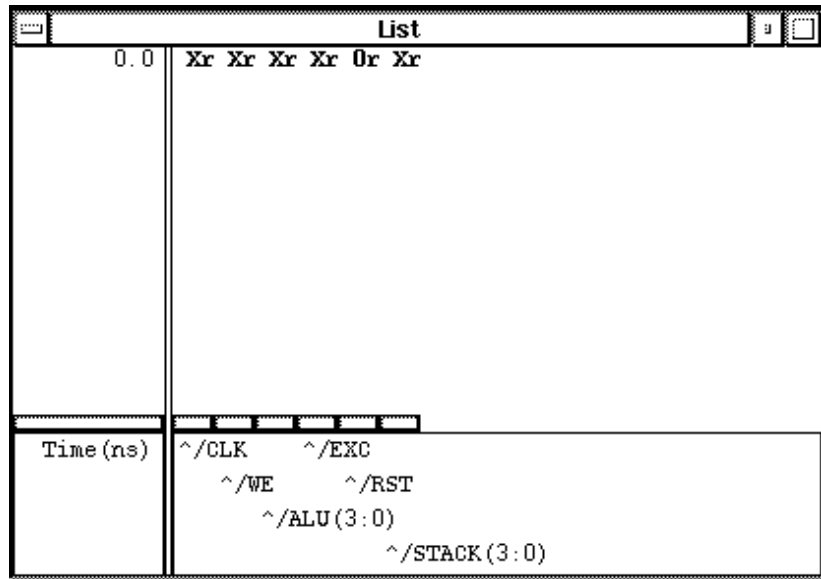 List
0.0 Xr Xr Xr Xr 0r Xr
Time(ns) ^/CLK ^/EXC
^/WE ^/RST
^/ALU(3:0)
^/STACK(3:0)